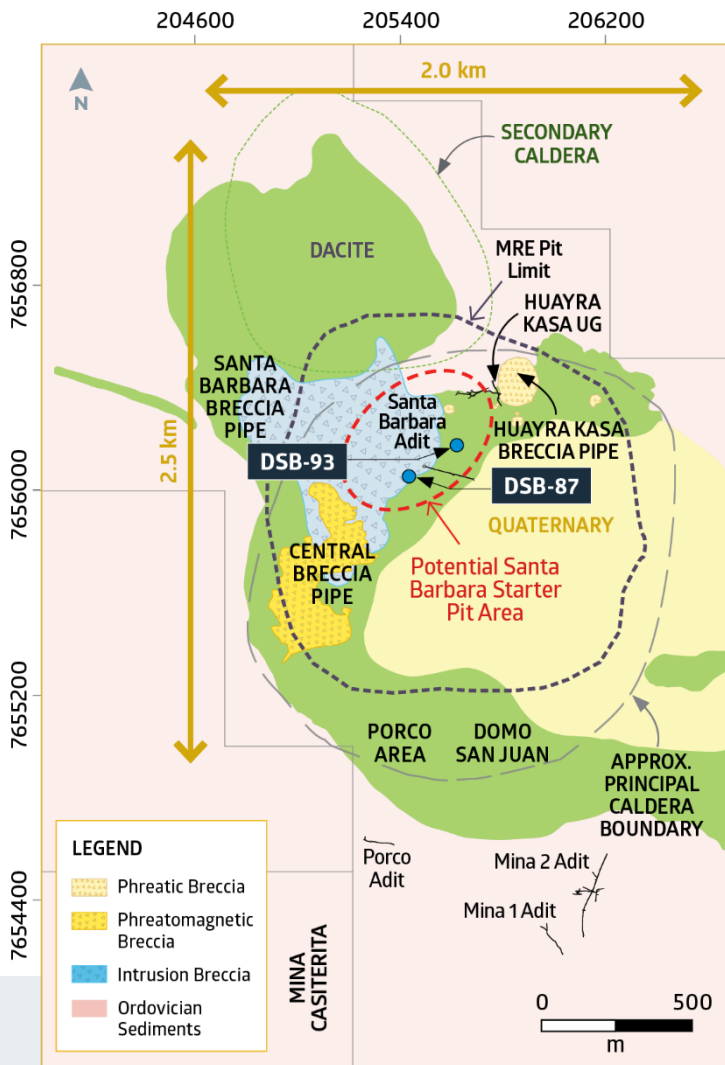 204600
205400
206200
2.0 km
N
SECONDARY
CALDERA
DACITE
MRE Pit
Limit
7656800
HUAYRA
KASA UG
SANTA
BARBARA
BRECCIA
PIPE
Santa
Barbara
Adit
HUAYRA KASA
BRECCIA PIPE
2.5 km
DSB-93
DSB-87
7656000
QUATERNARY
CENTRAL
BRECCIA
PIPE
Potential Santa
Barbara Starter
Pit Area
7655200
PORCO
AREA
DOMO
SAN JUAN
APPROX.
PRINCIPAL
CALDERA
BOUNDARY
LEGEND
Phreatic Breccia
Phreatomagnetic
Breccia
Intrusion Breccia
Ordovician
Sediments
Porco
Adit
Mina 2 Adit
Mina 1 Adit
7654400
MINA
CASITERITA
0
500
m